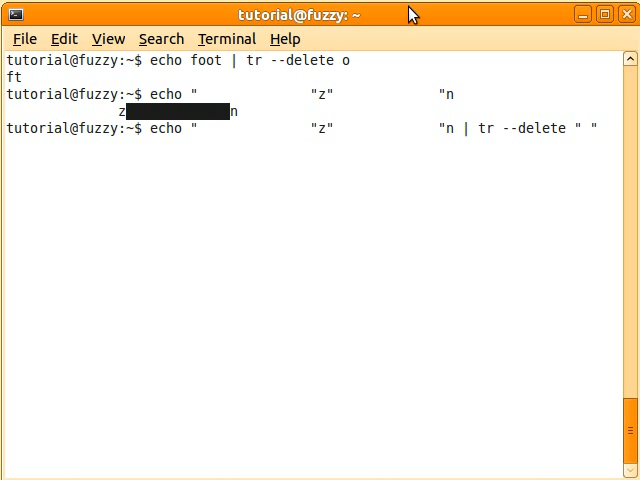 tutorial@fuzzy: ~
File Edit View Search Terminal Help
tutorial@fuzzy:~$ echo foot | tr --delete o
ft
tutorial@fuzzy:~$ echo "              "z"             "n
              z             n
tutorial@fuzzy:~$ echo "              "z"             "n | tr --delete " "